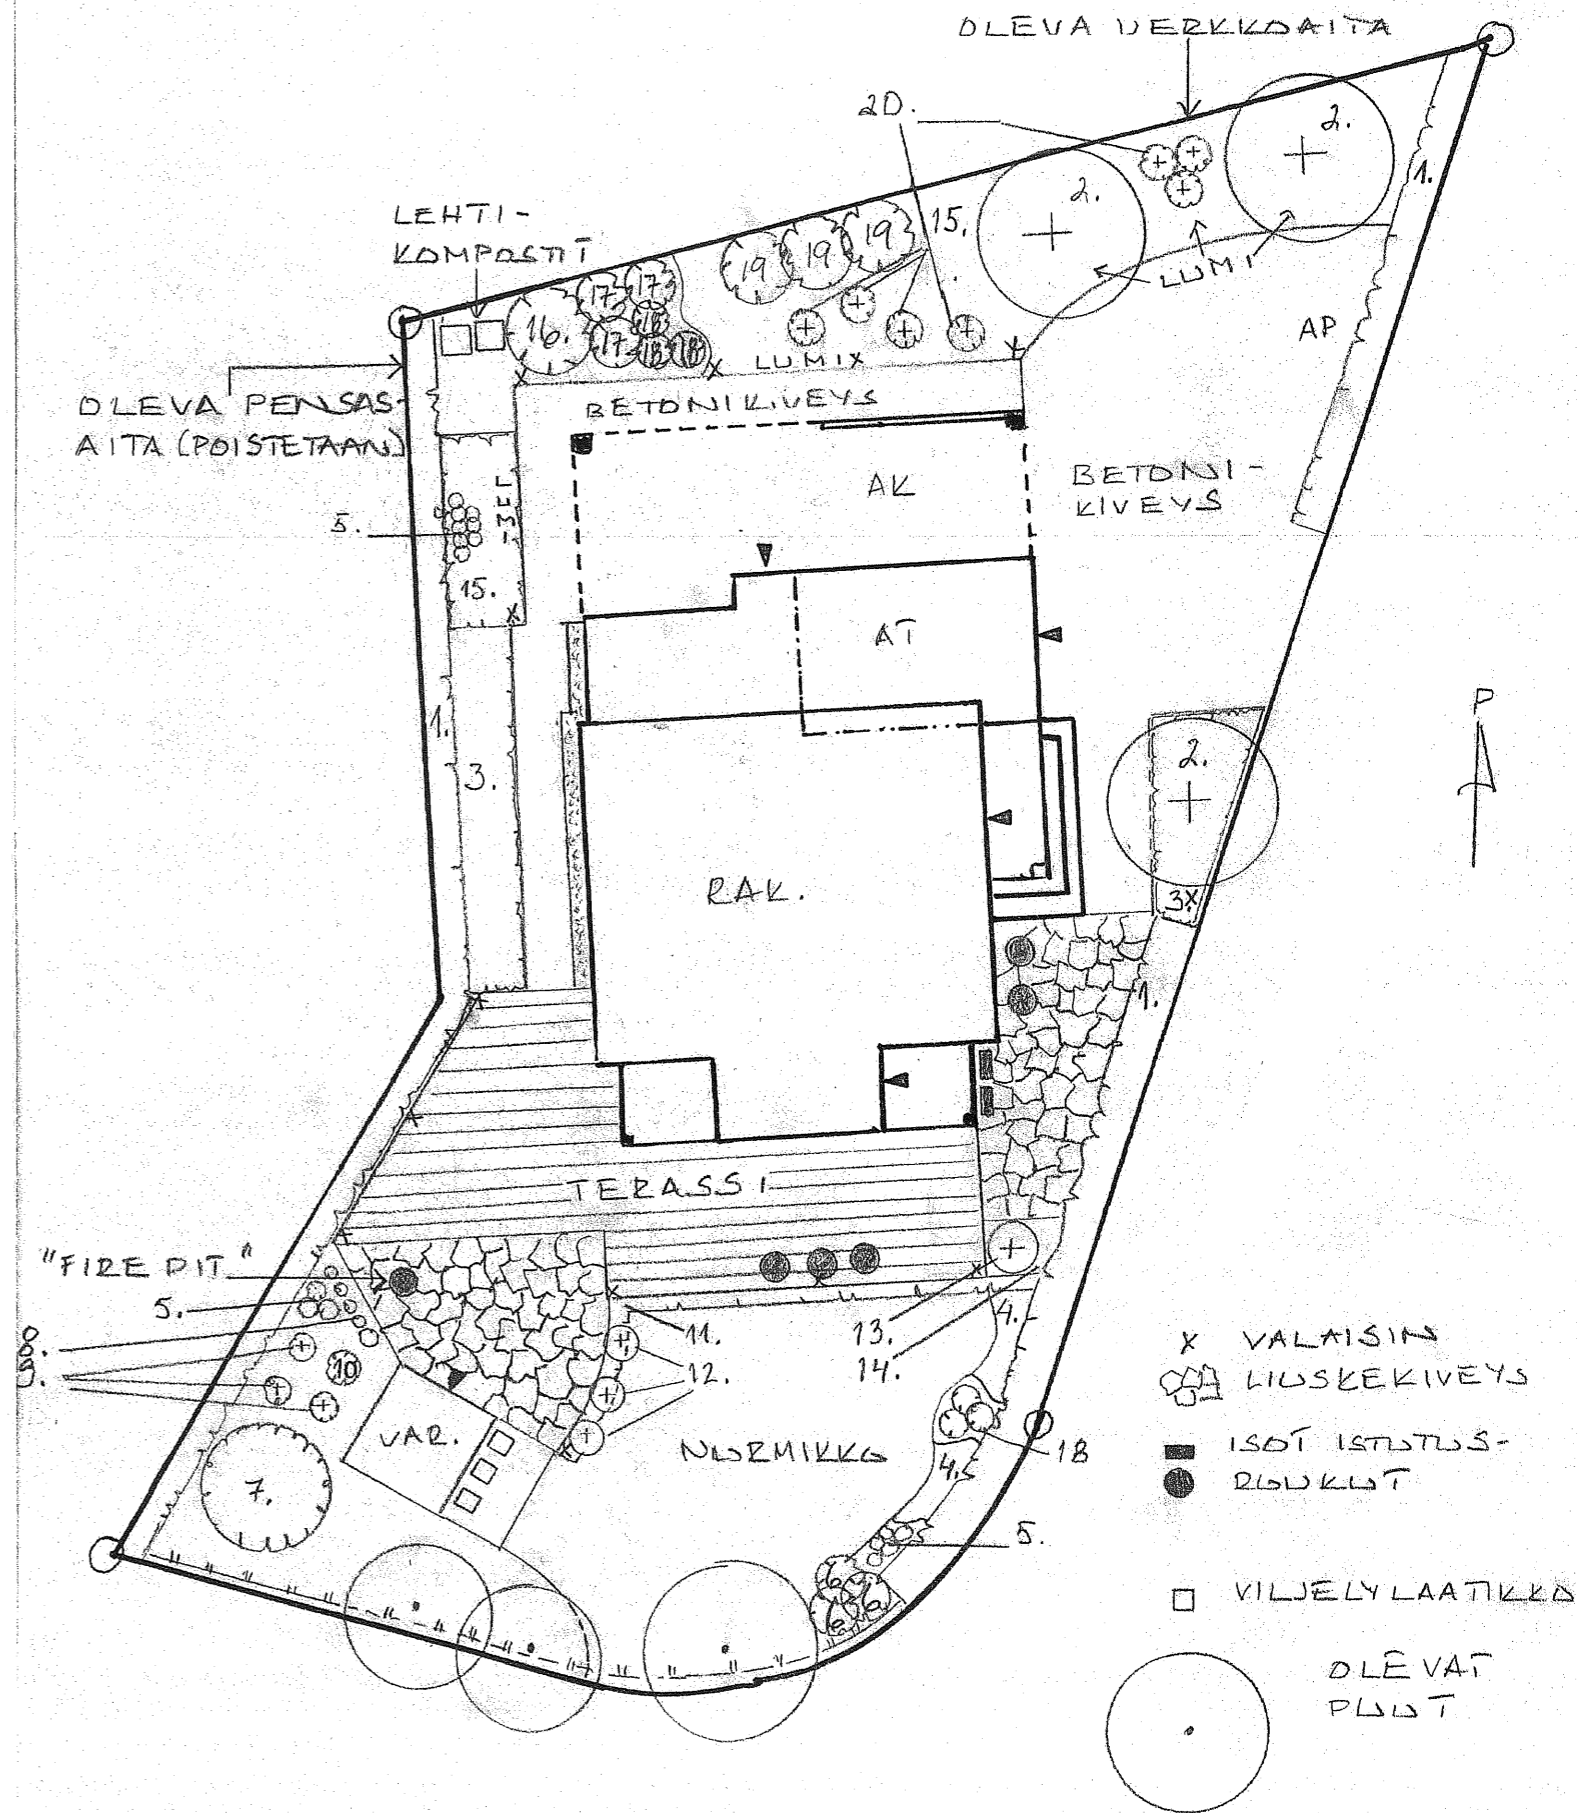 OLEVA VERKKOAITA
20.
2.
2.
1.
LEHTI-
KOMPOSTIT
15.
19 19 19
17 17
16.
18
17 18 18
LUMI
LUMI
AP
OLEVA PENSAS-
AITA (POISTETAAN)
BETONIKIVEYS
AK
BETONI-
KIVEYS
5.
15.
AT
P
1.
3.
2.
RAK.
3
1.
TERASSI
"FIRE PIT"
5.
8.
9.
10
11.
12.
13.
14.
4.
VAR.
NURMIKKO
18
4.
7.
5.
6.
6.
6.
X VALAISIN
LIUSKEKIVEYS
ISOT ISTUTUS-
RUUKUT
VILJELYLAATIKKO
OLEVAT
PUUT